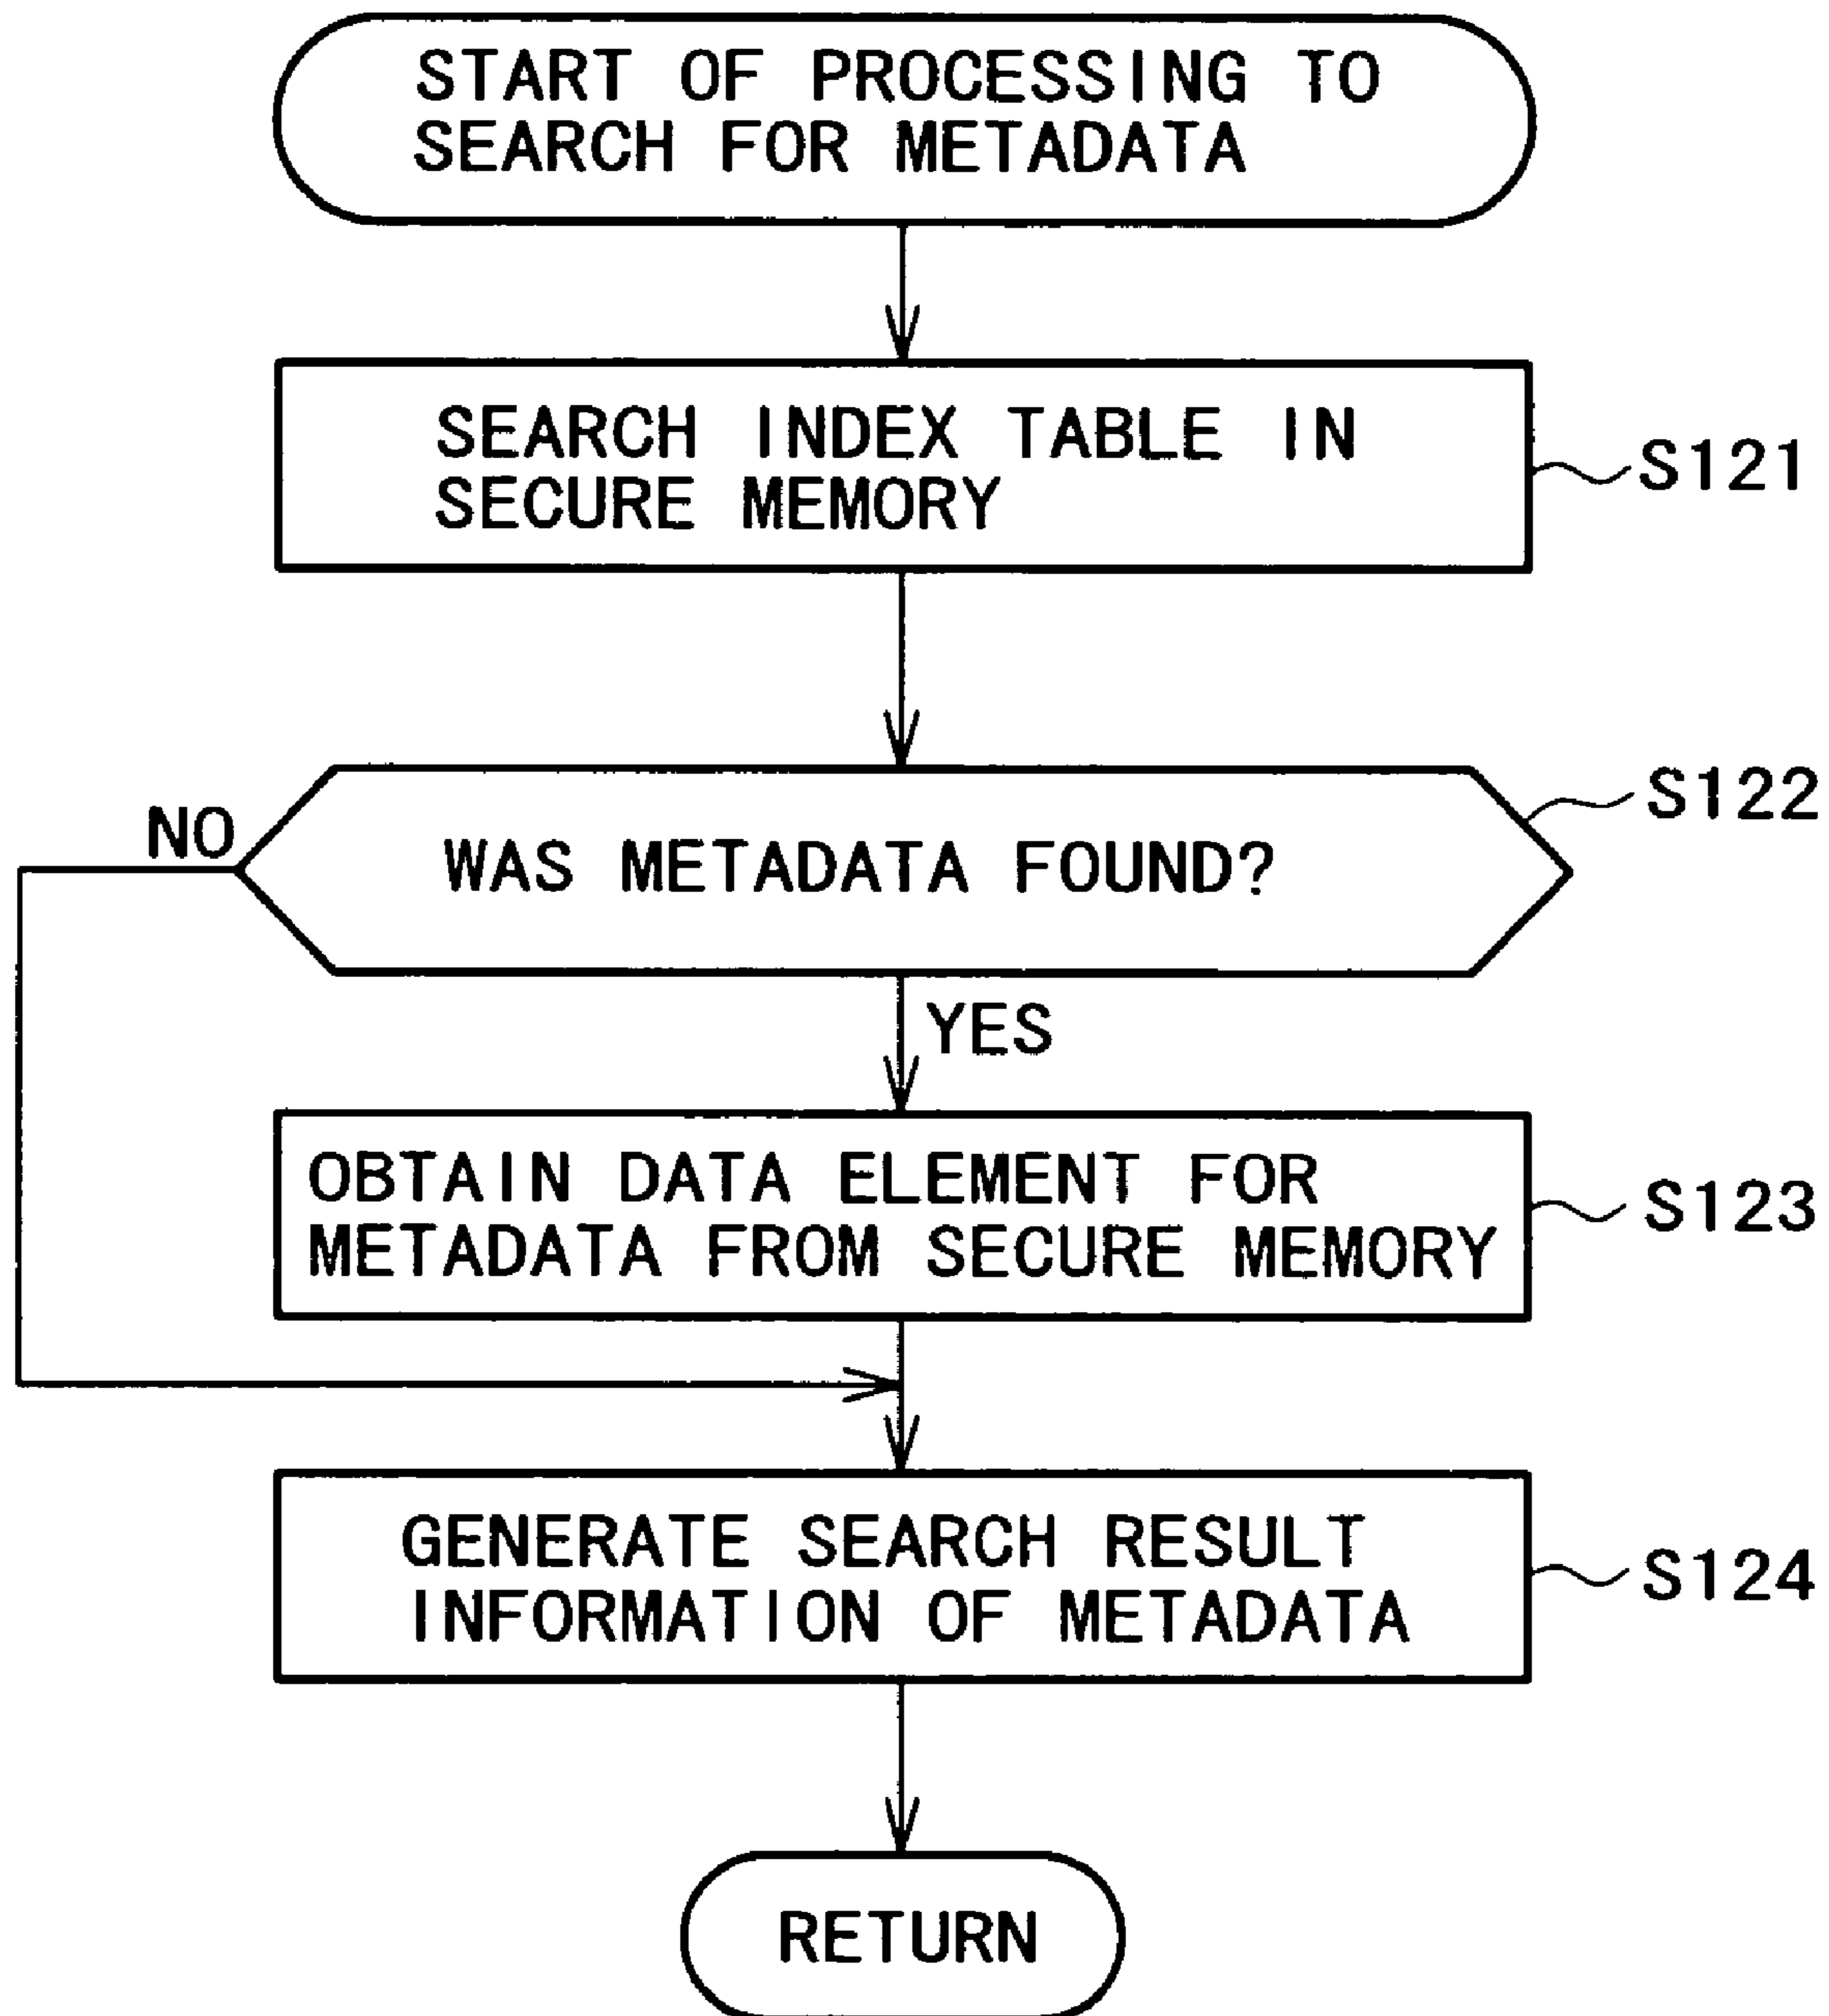 START OF PROCESSING TO
SEARCH FOR METADATA
SEARCH INDEX TABLE IN
SECURE MEMORY
S121
S122
NO
WAS METADATA FOUND?
YES
OBTAIN DATA ELEMENT FOR
METADATA FROM SECURE MEMORY
S123
GENERATE SEARCH RESULT
INFORMATION OF METADATA
S124
RETURN